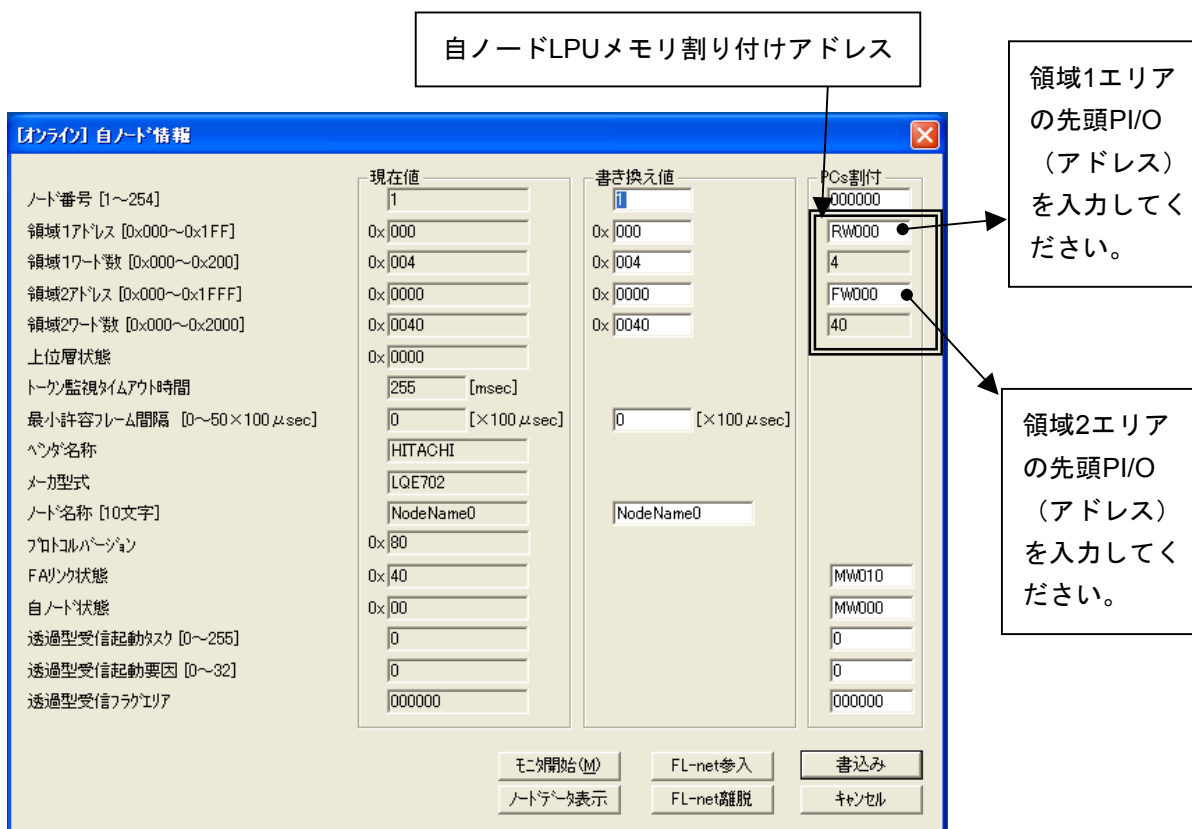 自ノードLPUメモリ割り付けアドレス
領域1エリア
の先頭PI/O
(アドレス)
を入力してく
ださい。
[オンライン] 自ノード情報
現在値 書き換え値 PCs割付
ノード番号 [1~254] 1 1 000000
領域1アドレス [0x000~0x1FF] 0x 000 0x 000 RW000
領域1ワード数 [0x000~0x200] 0x 004 0x 004 4
領域2アドレス [0x000~0x1FFF] 0x 0000 0x 0000 FW000
領域2ワード数 [0x000~0x2000] 0x 0040 0x 0040 40
上位層状態 0x 0000
トークン監視タイムアウト時間 255 [msec]
最小許容フレーム間隔 [0~50×100μsec] 0 [×100μsec] 0 [×100μsec]
ベンダ名称 HITACHI
メーカ型式 LQE702
ノード名称 [10文字] NodeName0 NodeName0
プロトコルバージョン 0x 80
FAリンク状態 0x 40 MW010
自ノード状態 0x 00 MW000
透過型受信起動タスク [0~255] 0 0
透過型受信起動要因 [0~32] 0 0
透過型受信フラグエリア 000000 000000
領域2エリア
の先頭PI/O
(アドレス)
を入力してく
ださい。
モニタ開始(M) FL-net参入 書込み
ノードデータ表示 FL-net離脱 キャンセル